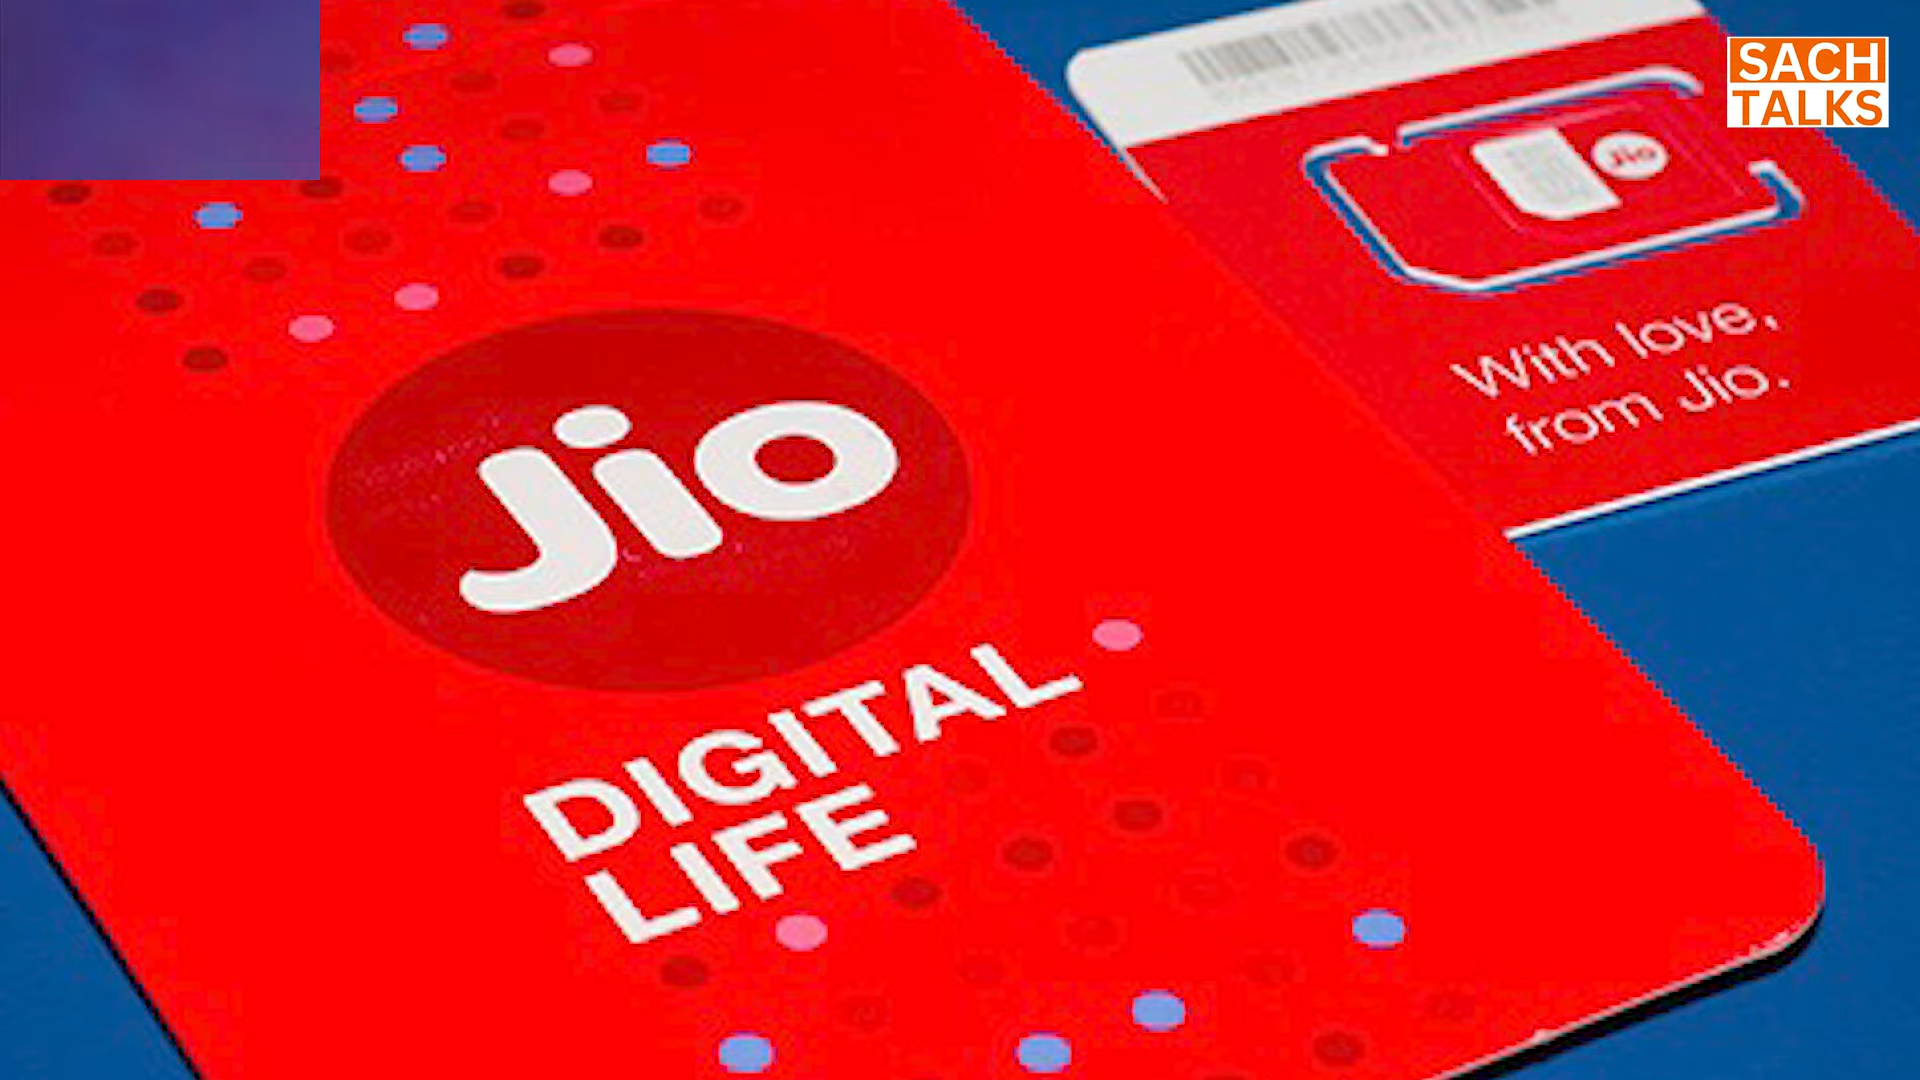 SACH
TALKS
Jio
With love,
from Jio.
Jio
DIGITAL
LIFE